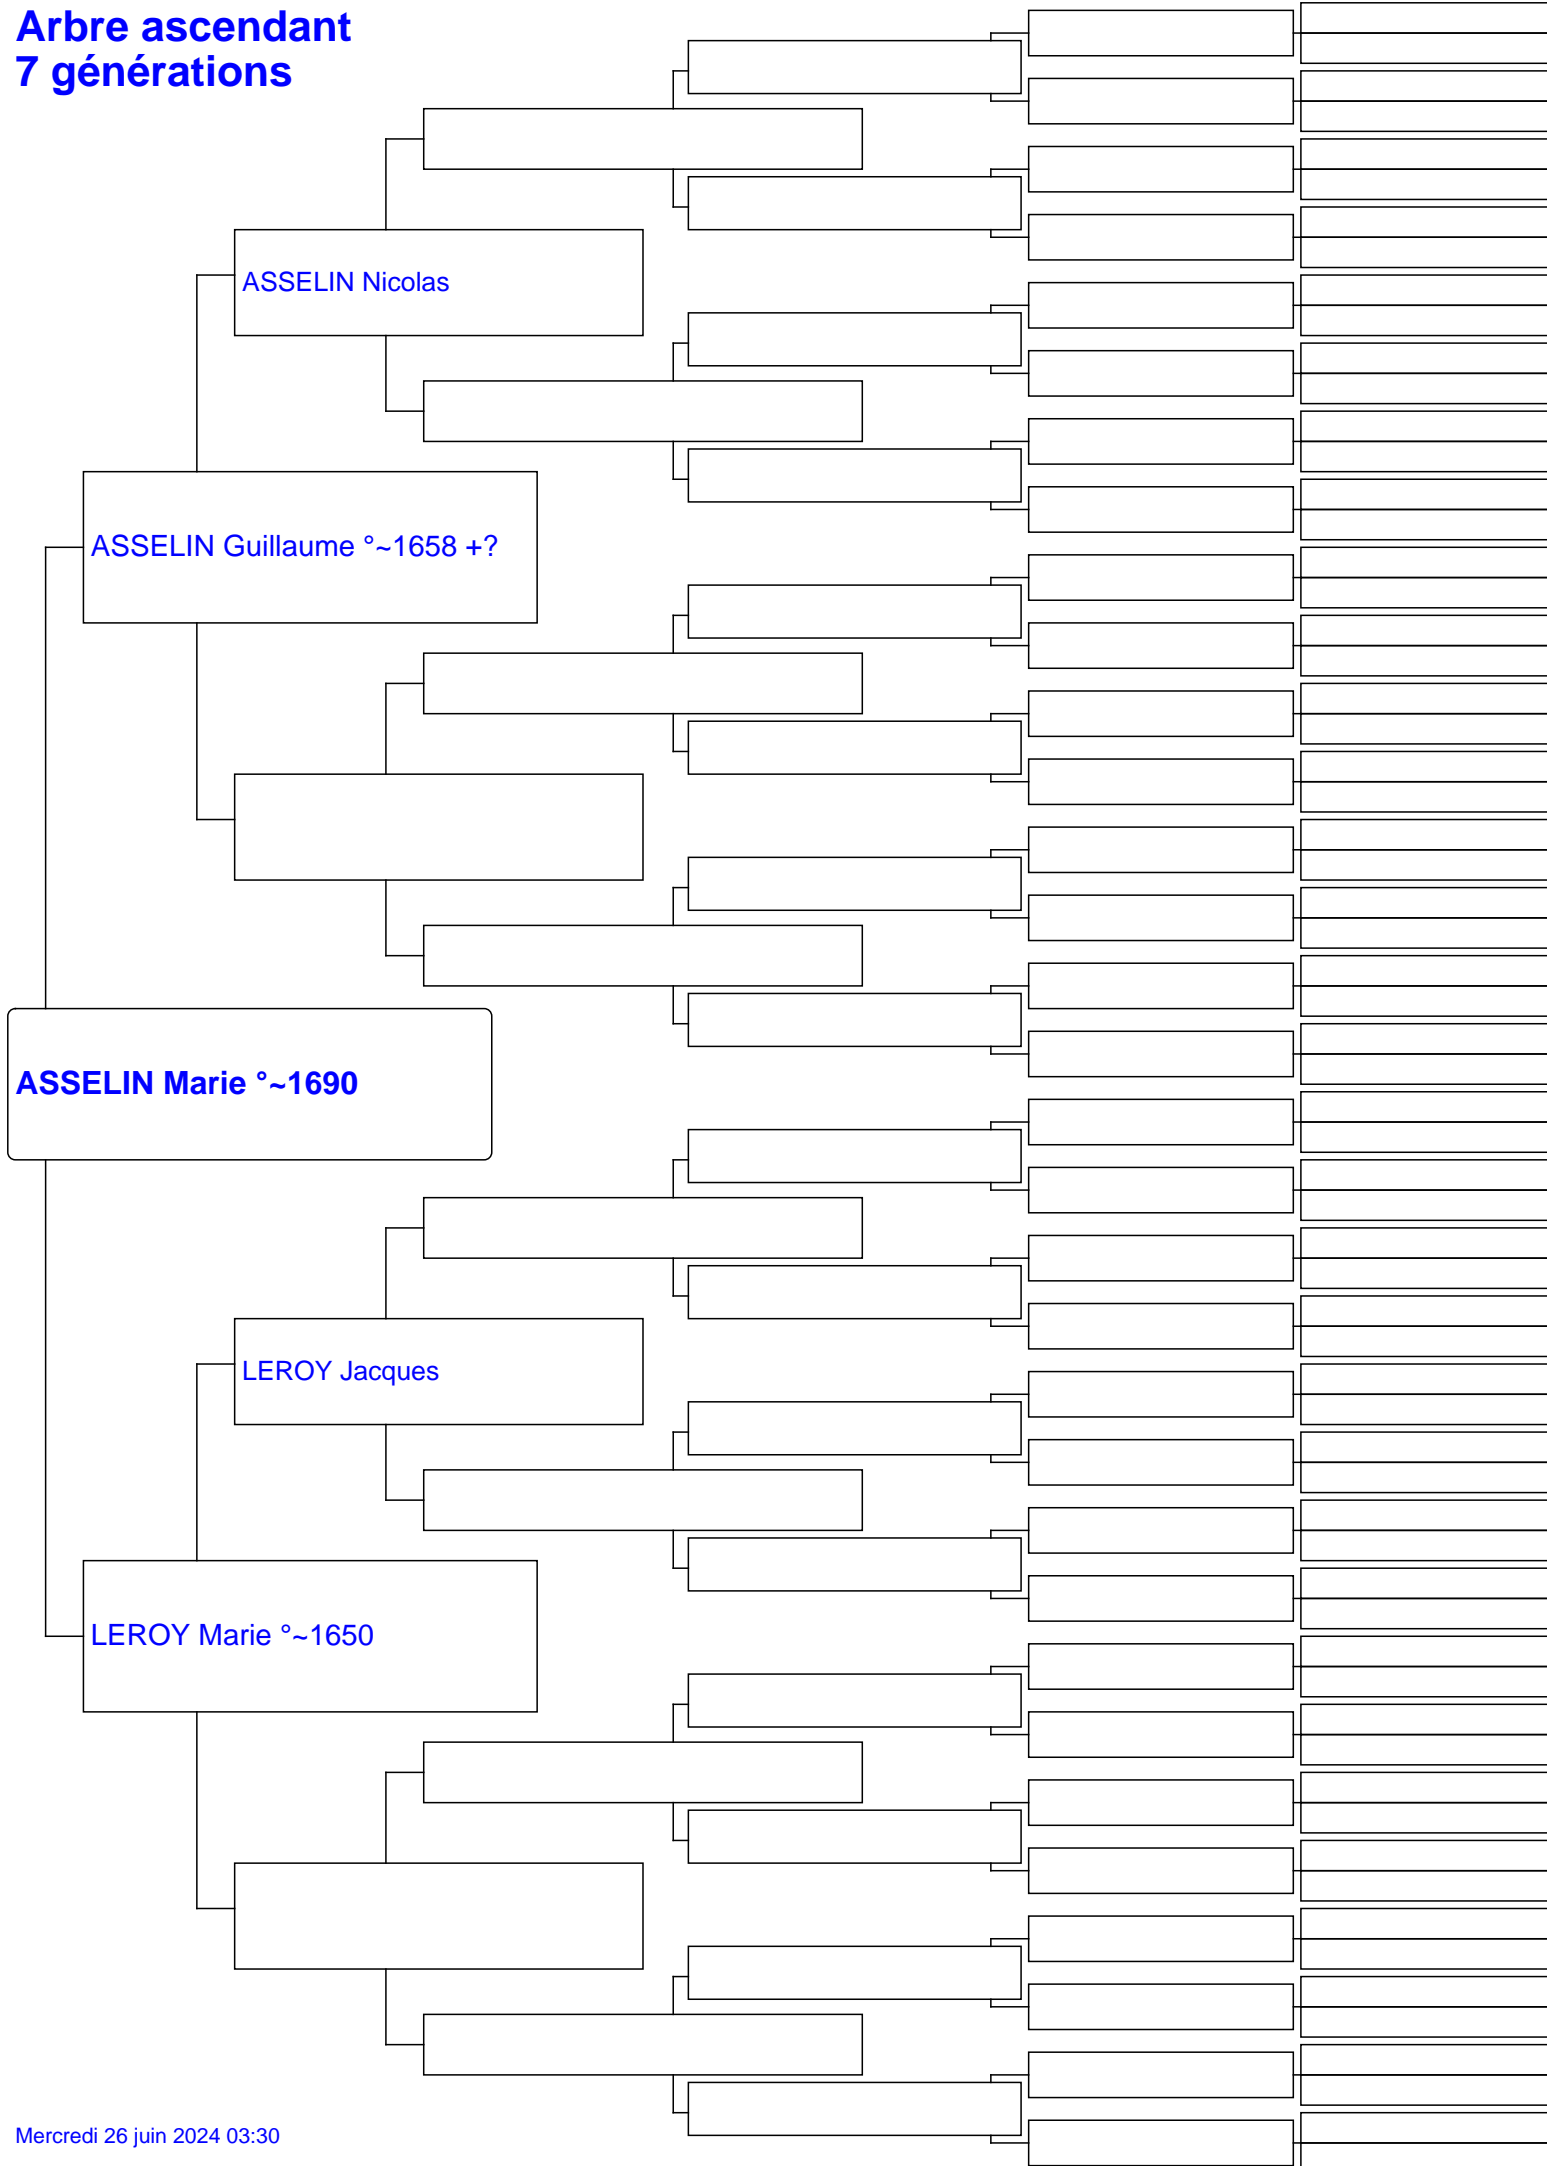 Arbre ascendant
7 générations
ASSELIN Nicolas
ASSELIN Guillaume °~1658 +?
ASSELIN Marie °~1690
LEROY Jacques
LEROY Marie °~1650
Mercredi 26 juin 2024 03:30